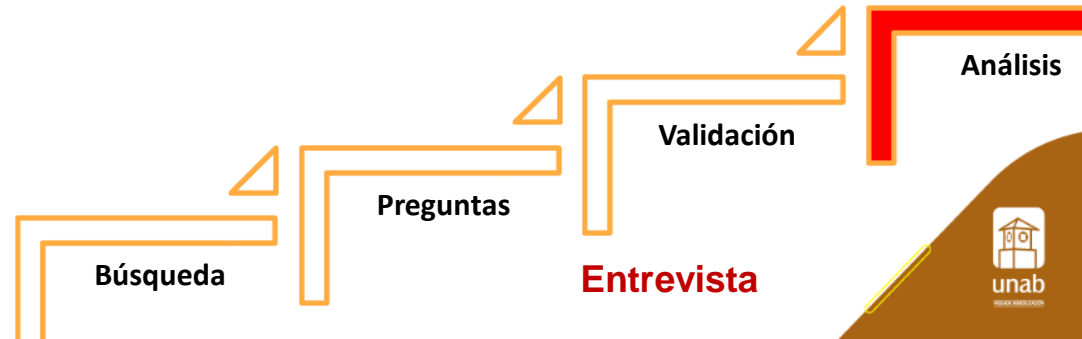 Análisis
Validación
Preguntas
Búsqueda
Entrevista
unab